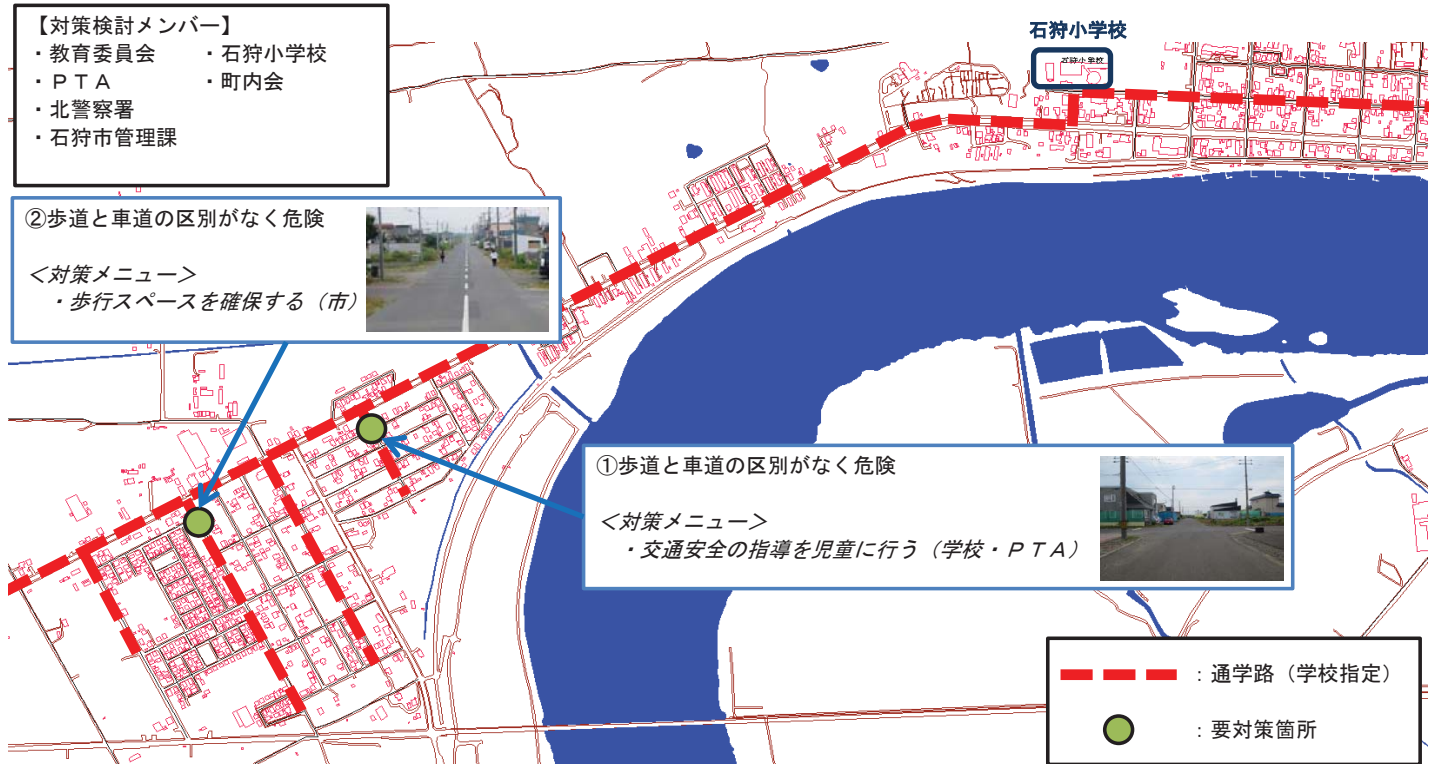 【対策検討メンバー】
・教育委員会　　・石狩小学校
・ＰＴＡ　　　　・町内会
・北警察署
・石狩市管理課
石狩小学校
石狩小学校
②歩道と車道の区別がなく危険
＜対策メニュー＞
・歩行スペースを確保する（市）
①歩道と車道の区別がなく危険
＜対策メニュー＞
・交通安全の指導を児童に行う（学校・ＰＴＡ）
：通学路（学校指定）
：要対策箇所